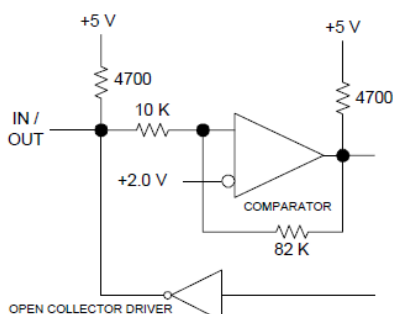 +5 V
+5 V
4700
4700
IN /
OUT
10 K
+2.0 V
COMPARATOR
82 K
OPEN COLLECTOR DRIVER